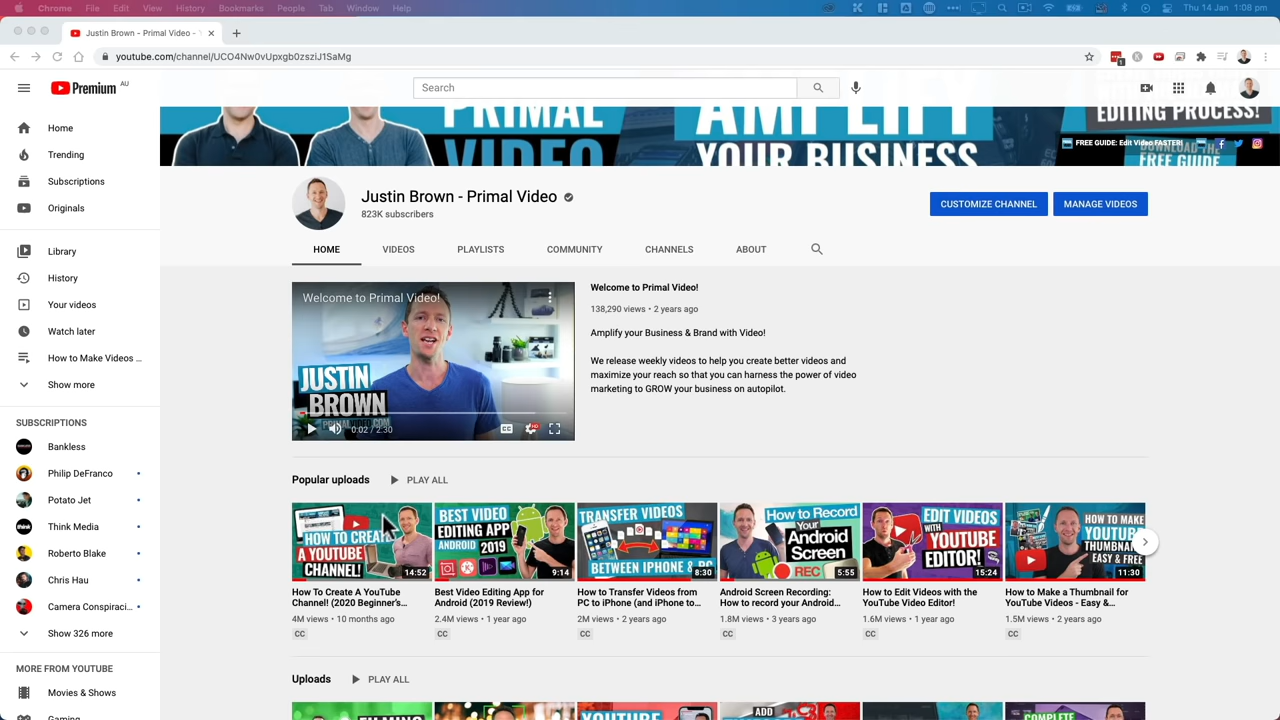 Chrome File Edit View History Bookmarks People Tab Window Help
1:08 pm
Justin Brown - Primal Video -
youtube.com/channel/UCO4Nw0vUpxgb0zsziJ1SaMg
1
Premium AU
Search
PRIMAL
VIDEO
AMPLIFY
YOUR BUSINESS
EDITING PROCESS!
DOWNLOAD THE
FREE GUIDE
FREE GUIDE: Edit Video FASTER!
Home
Trending
Subscriptions
Originals
Library
History
Your videos
Watch later
How to Make Videos ...
Show more
SUBSCRIPTIONS
Bankless
Philip DeFranco
Potato Jet
Think Media
Roberto Blake
Chris Hau
Camera Conspiraci...
Show 326 more
MORE FROM YOUTUBE
Movies & Shows
Gaming
Justin Brown - Primal Video
823K subscribers
CUSTOMIZE CHANNEL
MANAGE VIDEOS
HOME VIDEOS PLAYLISTS COMMUNITY CHANNELS ABOUT
Welcome to Primal Video!
JUSTIN
BROWN
PRIMALVIDEO.COM
0:02 / 2:30
CC
HD
Welcome to Primal Video!
138,290 views • 2 years ago
Amplify your Business & Brand with Video!
We release weekly videos to help you create better videos and
maximize your reach so that you can harness the power of video
marketing to GROW your business on autopilot.
Popular uploads PLAY ALL
HOW TO CREATE
A YOUTUBE
CHANNEL!
14:52
How To Create A YouTube
Channel! (2020 Beginner's...
4M views • 10 months ago
CC
BEST VIDEO
EDITING APP
ANDROID 2019
9:14
Best Video Editing App for
Android (2019 Review!)
2.4M views • 1 year ago
CC
TRANSFER VIDEOS
BETWEEN IPHONE & PC
8:30
How to Transfer Videos from
PC to iPhone (and iPhone to...
2M views • 2 years ago
CC
How to Record
Your
Android
Screen
REC
5:55
Android Screen Recording:
How to record your Android...
1.8M views • 3 years ago
CC
EDIT VIDEOS
WITH
YOUTUBE
EDITOR!
15:24
How to Edit Videos with the
YouTube Video Editor!
1.6M views • 1 year ago
CC
HOW TO MAKE
YOUTUBE
THUMBNAILS
EASY & FREE
11:30
How to Make a Thumbnail for
YouTube Videos - Easy &...
1.5M views • 2 years ago
CC
Uploads PLAY ALL
FILMING
YOUTUBE
ADD
COMPLETE